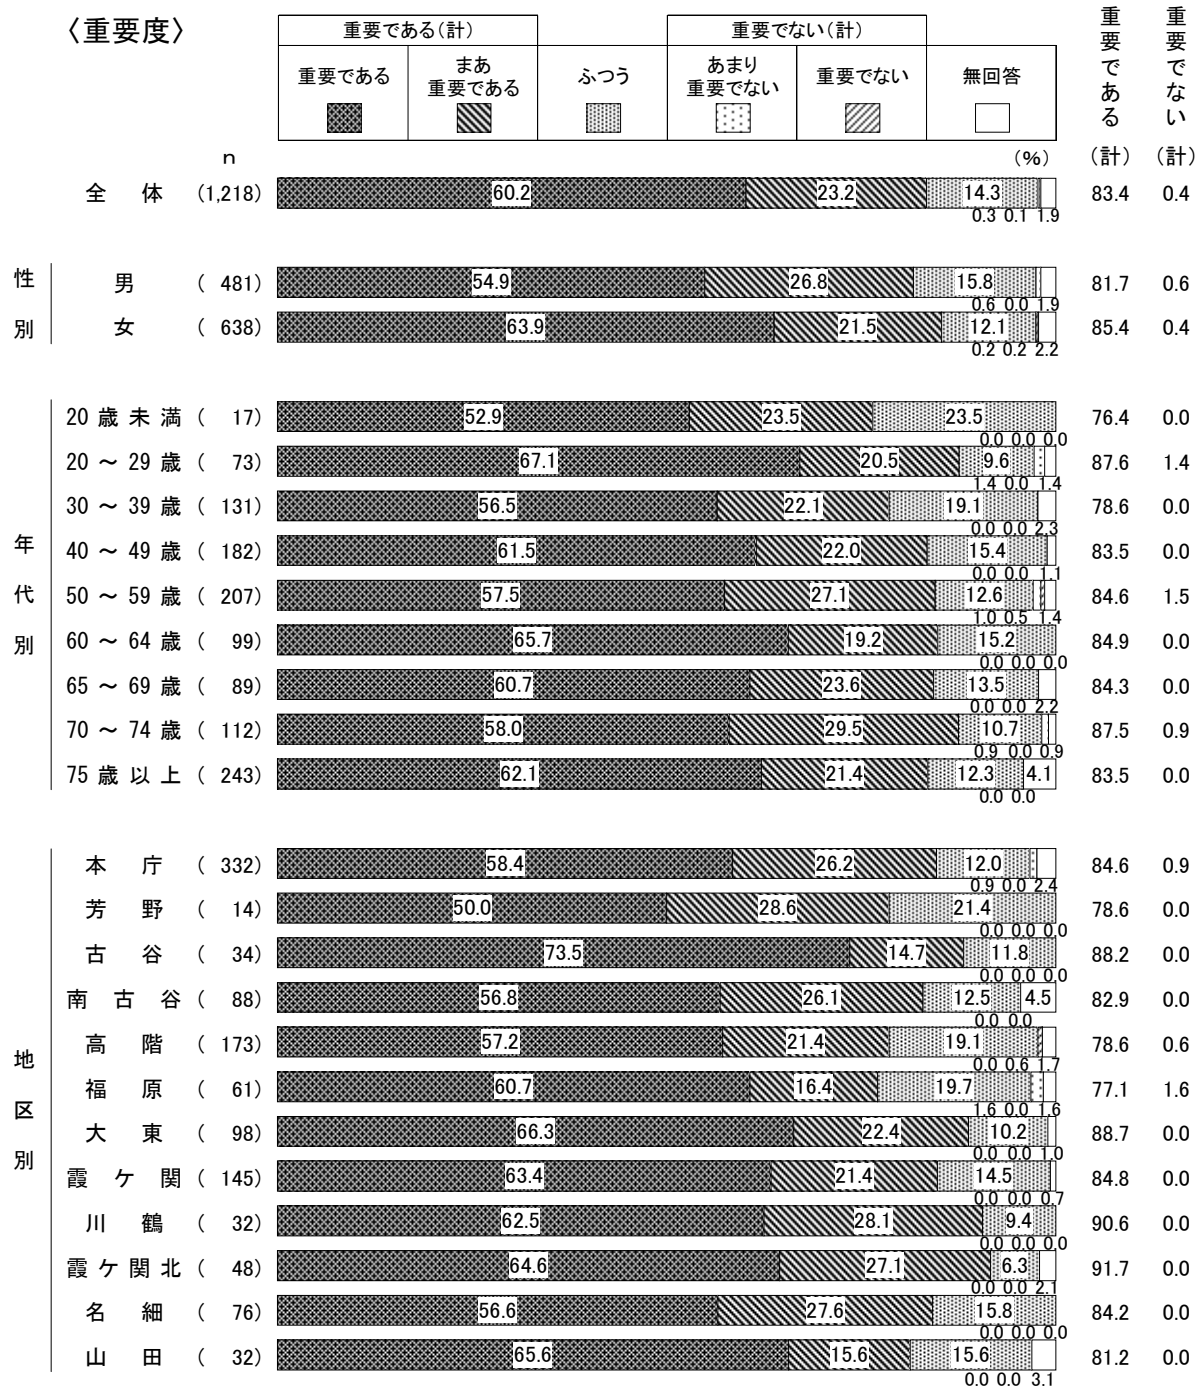 〈重要度〉
重要である(計) 重要でない(計)
重要である まあ重要である ふつう あまり重要でない 重要でない 無回答
重要である(計) 重要でない(計)
n (%)
全体 (1,218) 60.2 23.2 14.3 0.3 0.1 1.9 83.4 0.4
性別
男 ( 481) 54.9 26.8 15.8 0.6 0.0 1.9 81.7 0.6
女 ( 638) 63.9 21.5 12.1 0.2 0.2 2.2 85.4 0.4
年代別
20歳未満 ( 17) 52.9 23.5 23.5 0.0 0.0 0.0 76.4 0.0
20～29歳 ( 73) 67.1 20.5 9.6 1.4 0.0 1.4 87.6 1.4
30～39歳 ( 131) 56.5 22.1 19.1 0.0 0.0 2.3 78.6 0.0
40～49歳 ( 182) 61.5 22.0 15.4 0.0 0.0 1.1 83.5 0.0
50～59歳 ( 207) 57.5 27.1 12.6 1.0 0.5 1.4 84.6 1.5
60～64歳 ( 99) 65.7 19.2 15.2 0.0 0.0 0.0 84.9 0.0
65～69歳 ( 89) 60.7 23.6 13.5 0.0 0.0 2.2 84.3 0.0
70～74歳 ( 112) 58.0 29.5 10.7 0.9 0.0 0.9 87.5 0.9
75歳以上 ( 243) 62.1 21.4 12.3 4.1 0.0 0.0 83.5 0.0
地区別
本庁 ( 332) 58.4 26.2 12.0 0.9 0.0 2.4 84.6 0.9
芳野 ( 14) 50.0 28.6 21.4 0.0 0.0 0.0 78.6 0.0
古谷 ( 34) 73.5 14.7 11.8 0.0 0.0 0.0 88.2 0.0
南古谷 ( 88) 56.8 26.1 12.5 4.5 0.0 0.0 82.9 0.0
高階 ( 173) 57.2 21.4 19.1 0.0 0.6 1.7 78.6 0.6
福原 ( 61) 60.7 16.4 19.7 1.6 0.0 1.6 77.1 1.6
大東 ( 98) 66.3 22.4 10.2 0.0 0.0 1.0 88.7 0.0
霞ケ関 ( 145) 63.4 21.4 14.5 0.0 0.0 0.7 84.8 0.0
川鶴 ( 32) 62.5 28.1 9.4 0.0 0.0 0.0 90.6 0.0
霞ケ関北 ( 48) 64.6 27.1 6.3 0.0 0.0 2.1 91.7 0.0
名細 ( 76) 56.6 27.6 15.8 0.0 0.0 0.0 84.2 0.0
山田 ( 32) 65.6 15.6 15.6 0.0 0.0 3.1 81.2 0.0